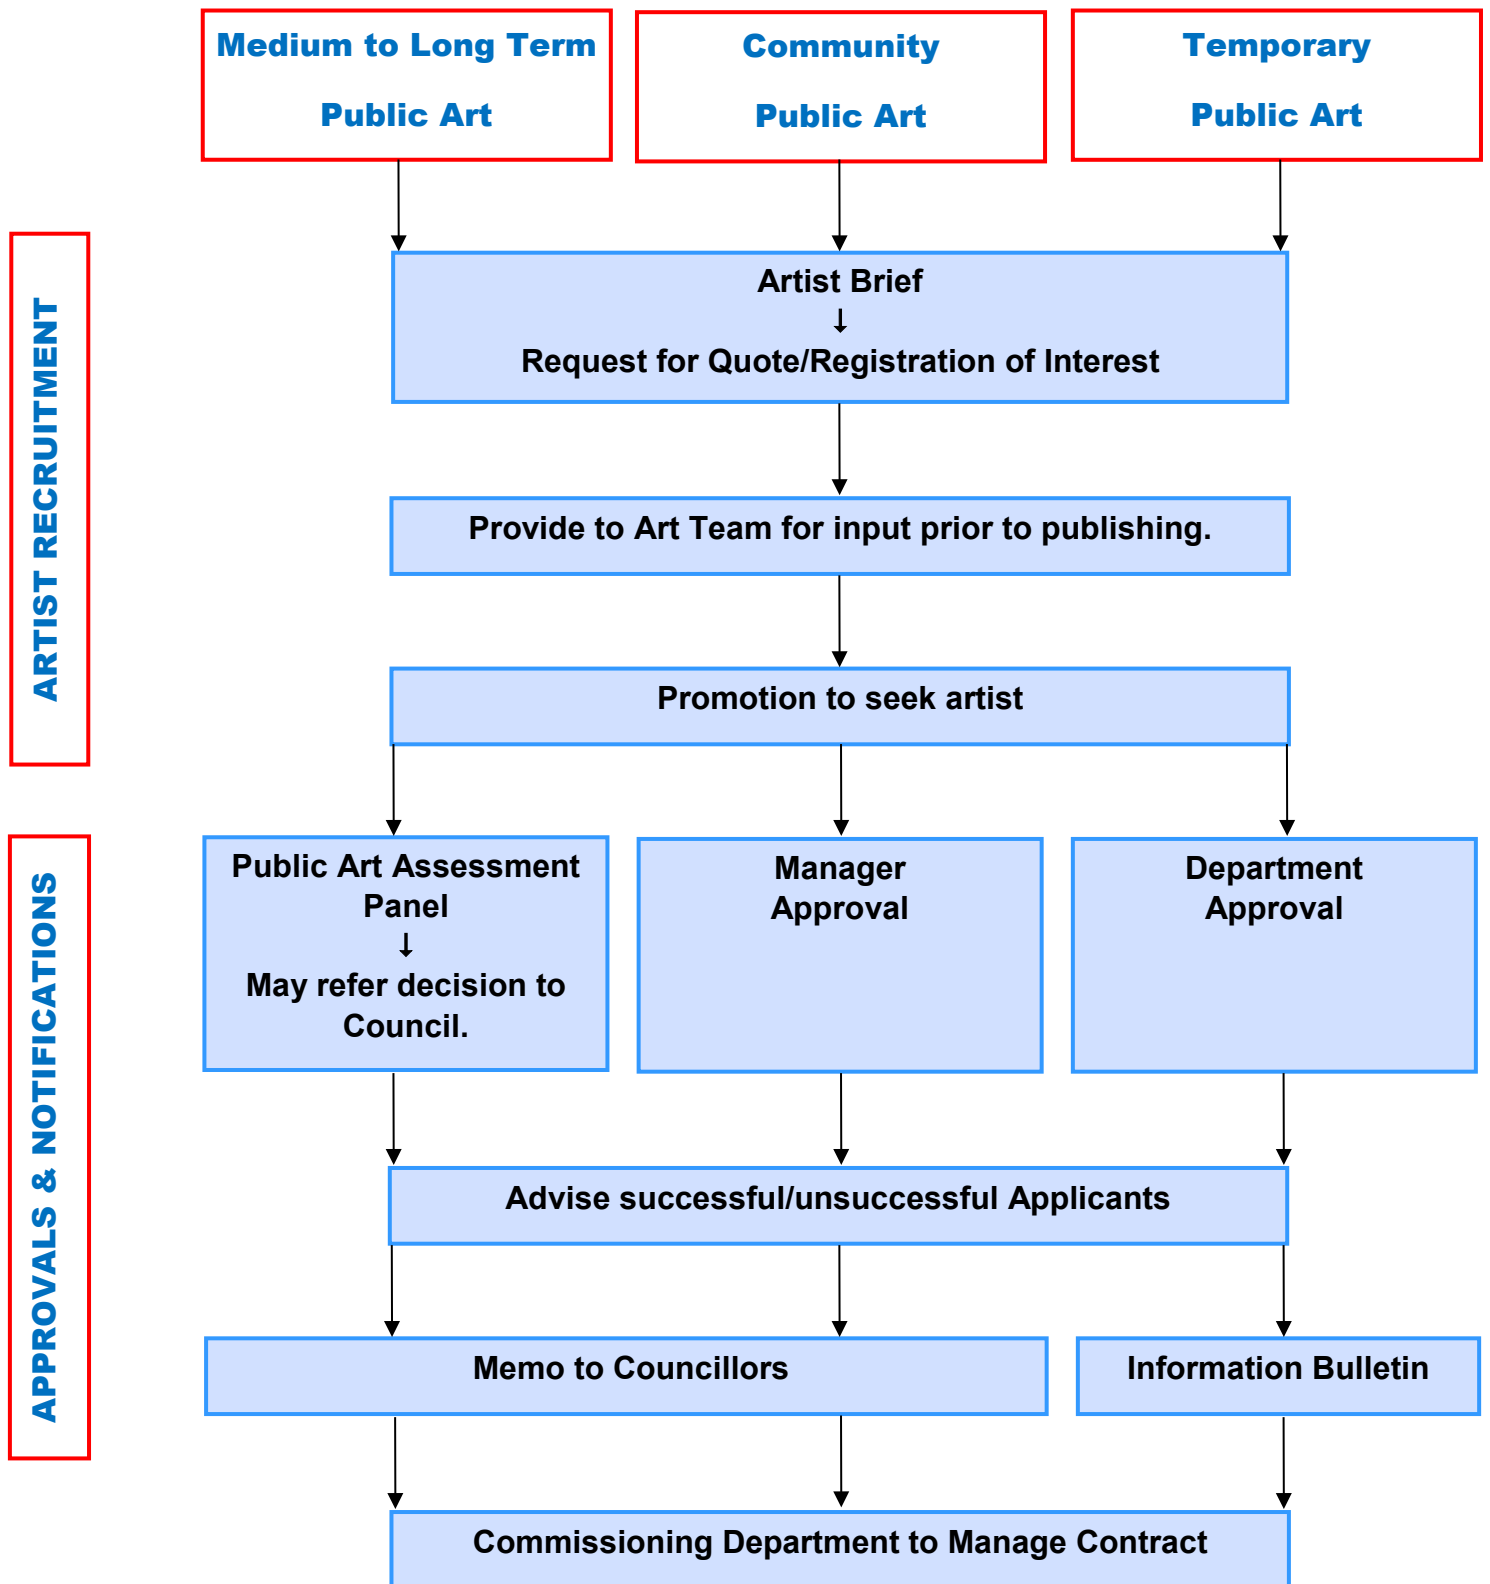 Medium to Long Term
Public Art
Community
Public Art
Temporary
Public Art
ARTIST RECRUITMENT
Artist Brief
↓
Request for Quote/Registration of Interest
Provide to Art Team for input prior to publishing.
Promotion to seek artist
APPROVALS & NOTIFICATIONS
Public Art Assessment
Panel
↓
May refer decision to
Council.
Manager
Approval
Department
Approval
Advise successful/unsuccessful Applicants
Memo to Councillors
Information Bulletin
Commissioning Department to Manage Contract